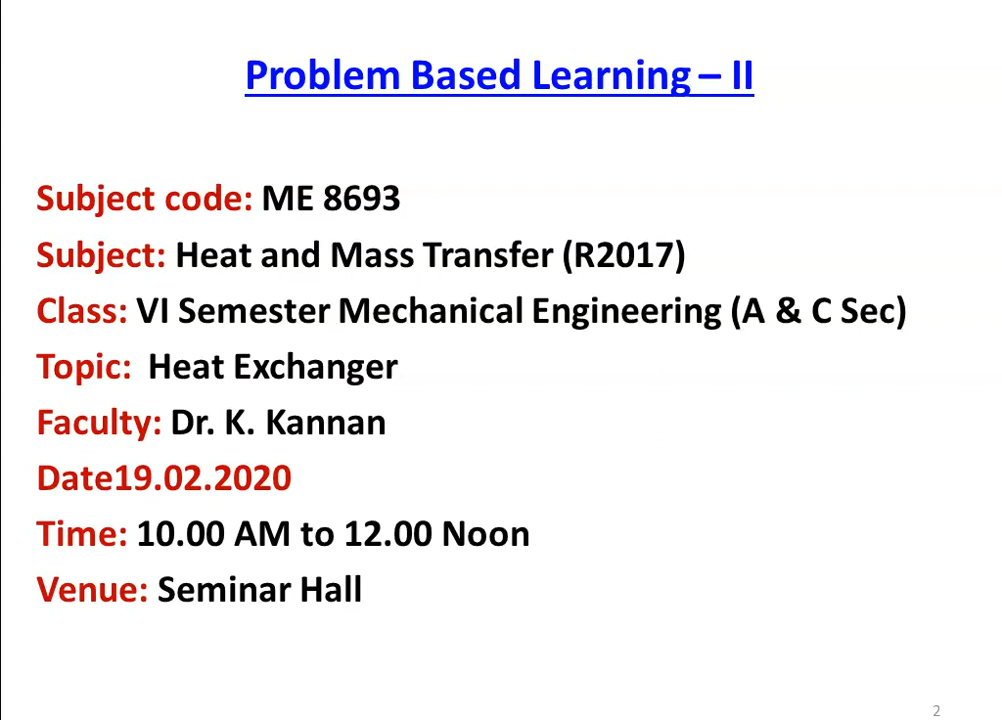 Problem Based Learning – II
Subject code: ME 8693
Subject: Heat and Mass Transfer (R2017)
Class: VI Semester Mechanical Engineering (A & C Sec)
Topic: Heat Exchanger
Faculty: Dr. K. Kannan
Date19.02.2020
Time: 10.00 AM to 12.00 Noon
Venue: Seminar Hall
2